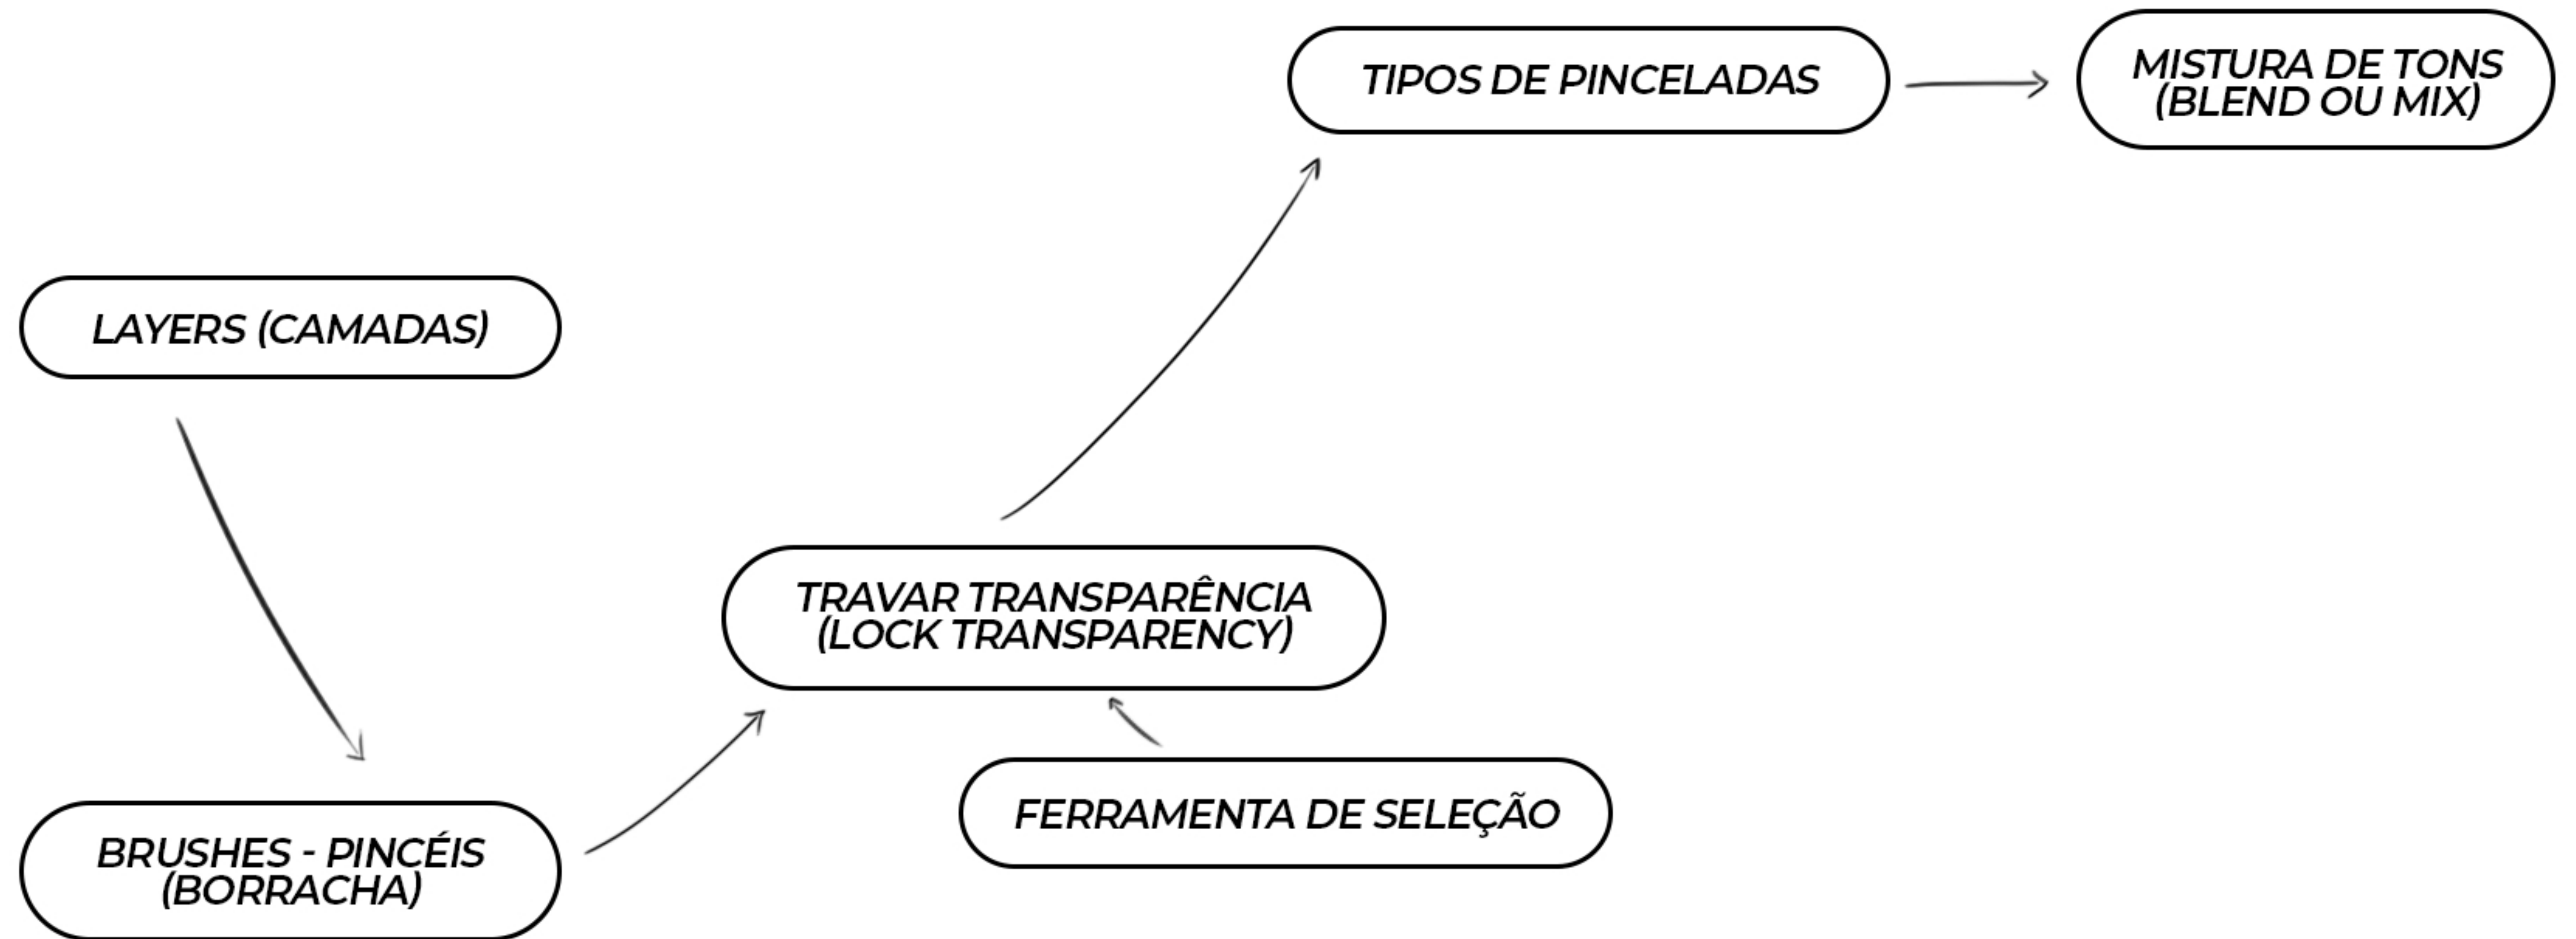 TIPOS DE PINCELADAS
MISTURA DE TONS
(BLEND OU MIX)
LAYERS (CAMADAS)
TRAVAR TRANSPARÊNCIA
(LOCK TRANSPARENCY)
FERRAMENTA DE SELEÇÃO
BRUSHES - PINCÉIS
(BORRACHA)